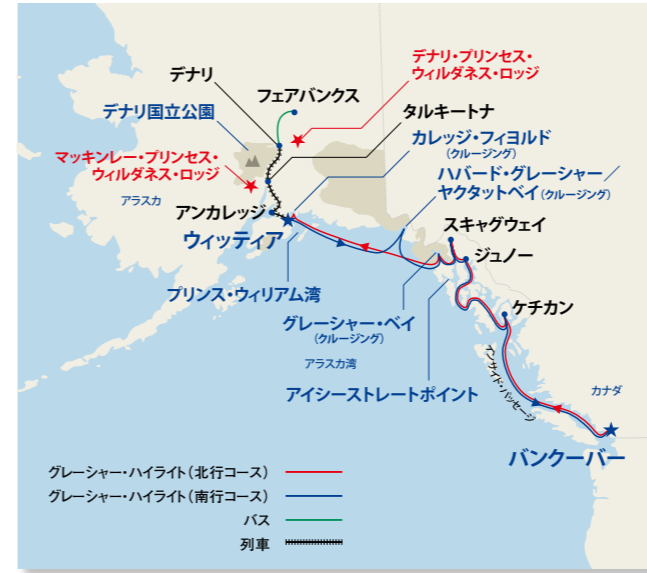 デナリ
フェアバンクス
デナリ・プリンセス・
ウィルダネス・ロッジ
デナリ国立公園
タルキートナ
マッキンレー・プリンセス・
ウィルダネス・ロッジ
カレッジ・フィヨルド
(クルージング)
ハバード・グレーシャー/
ヤクタットベイ(クルージング)
アラスカ
アンカレッジ
ウィッティア
スキャグウェイ
ジュノー
プリンス・ウィリアム湾
グレーシャー・ベイ
(クルージング)
ケチカン
アラスカ湾
アイシーストレートポイント
インサイド・パッセージ
カナダ
バンクーバー
グレーシャー・ハイライト(北行コース)
グレーシャー・ハイライト(南行コース)
バス
列車